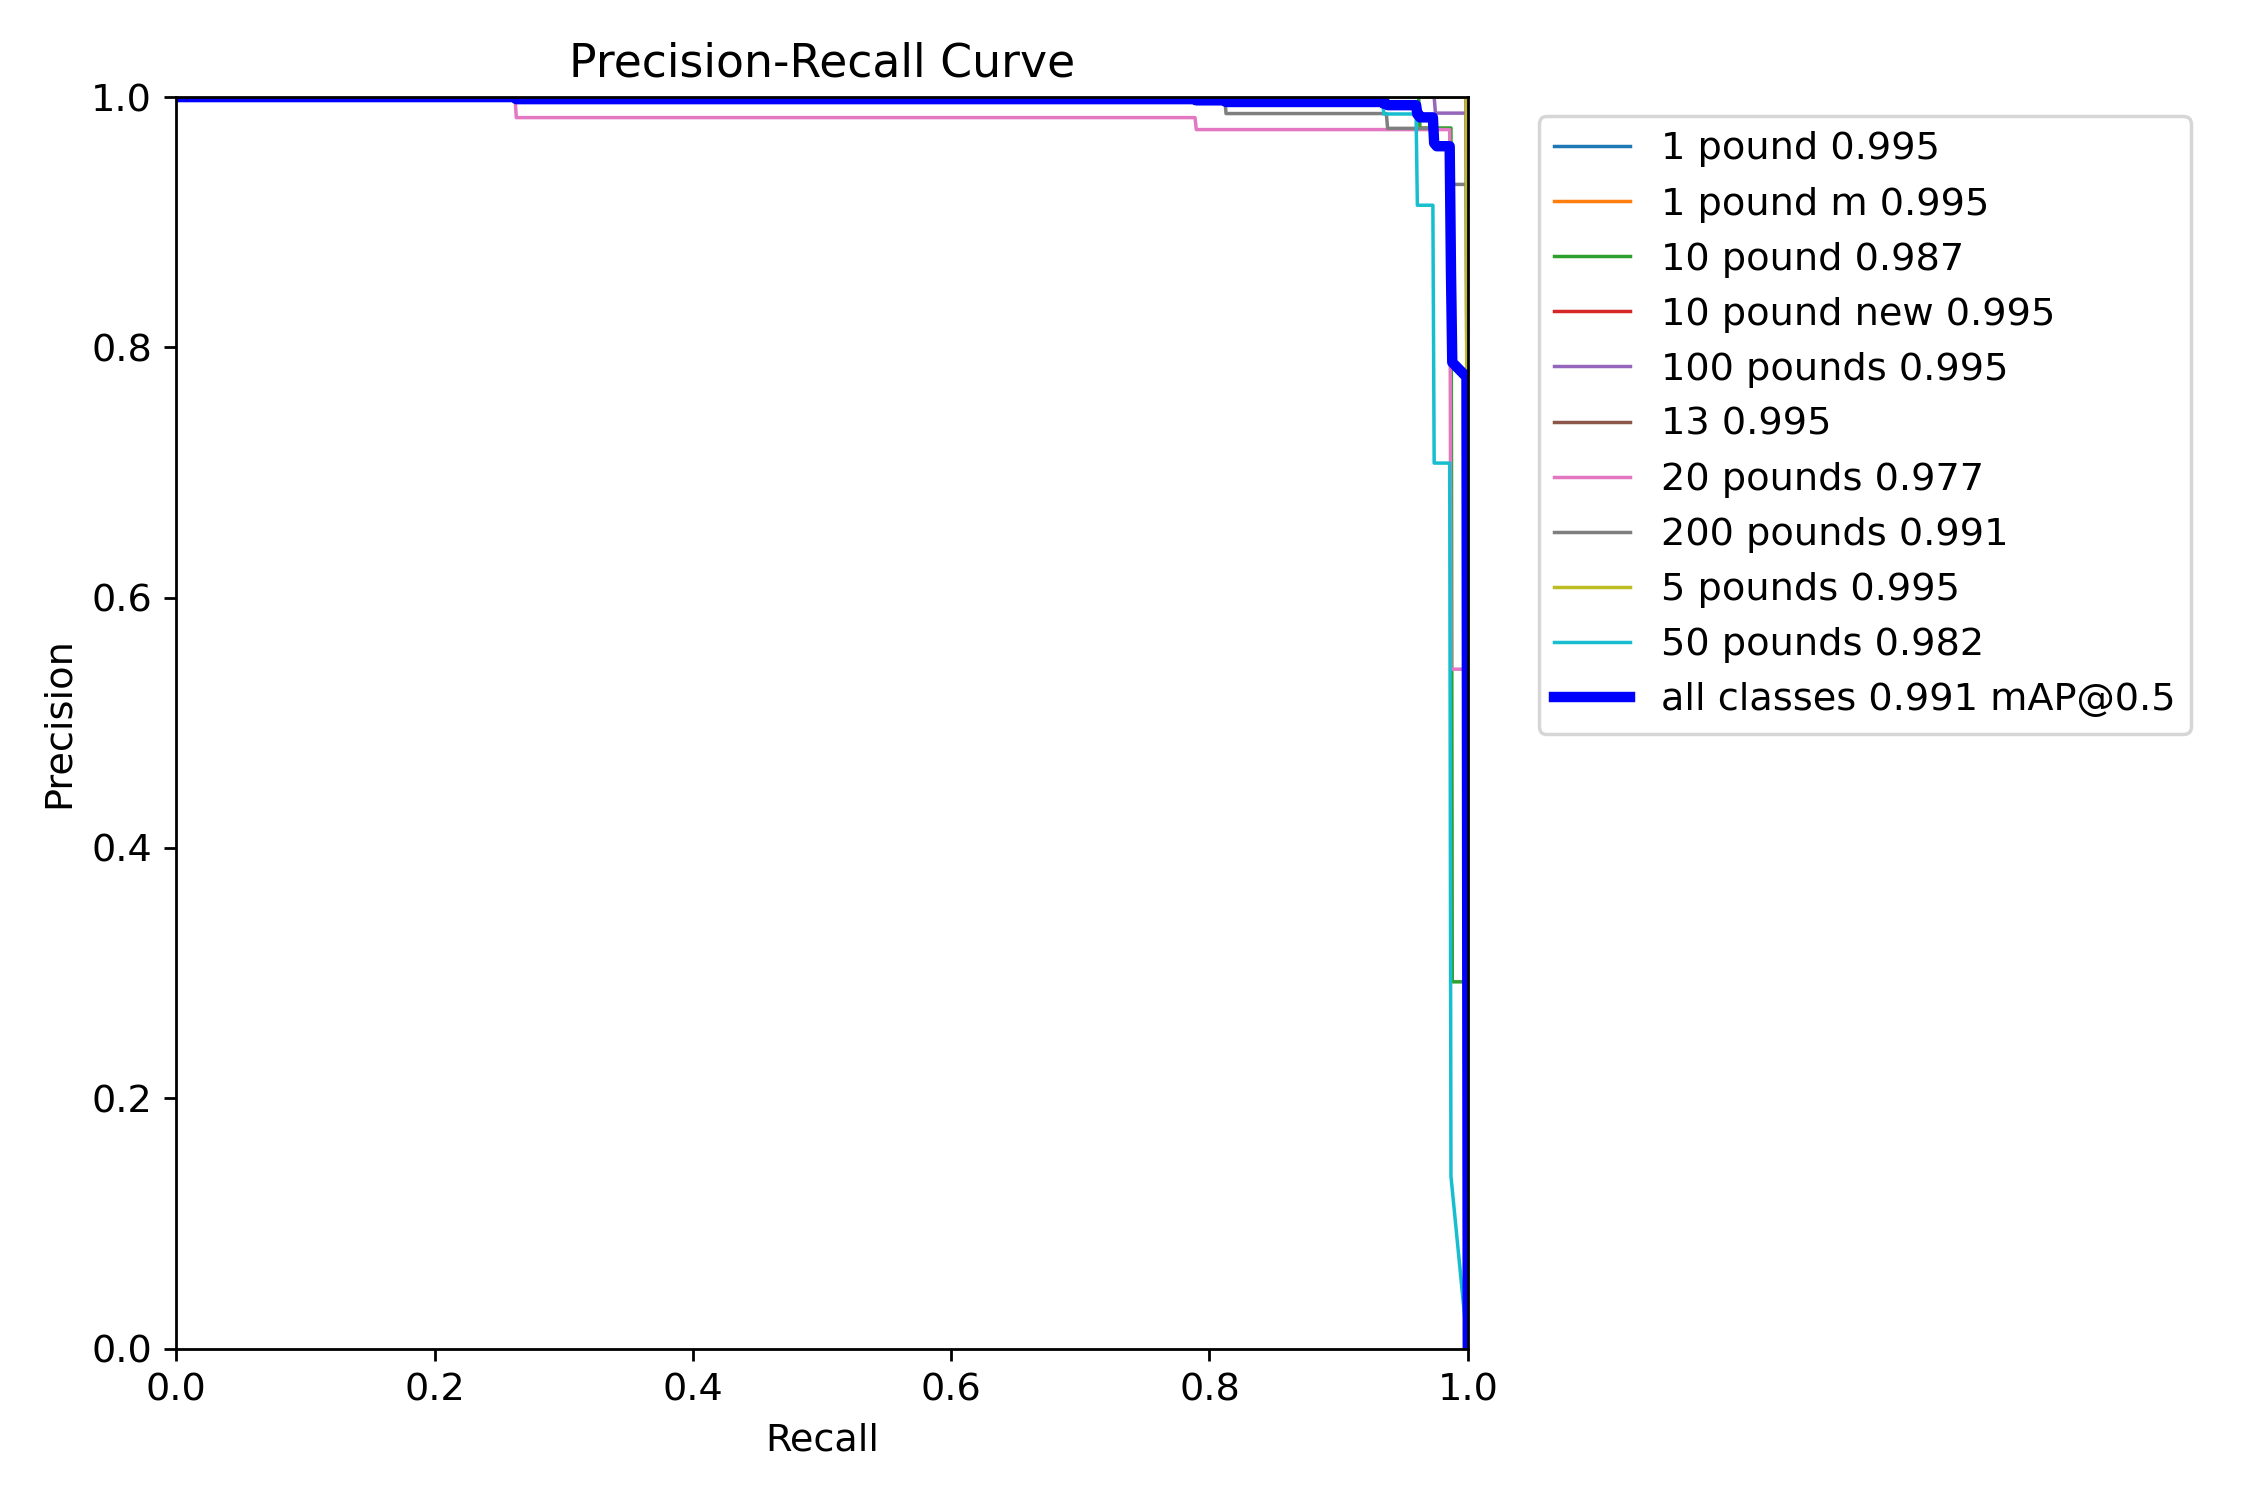 Precision-Recall Curve
1.0
0.8
0.6
0.4
0.2
0.0
Precision
0.0 0.2 0.4 0.6 0.8 1.0
Recall
1 pound 0.995
1 pound m 0.995
10 pound 0.987
10 pound new 0.995
100 pounds 0.995
13 0.995
20 pounds 0.977
200 pounds 0.991
5 pounds 0.995
50 pounds 0.982
all classes 0.991 mAP@0.5